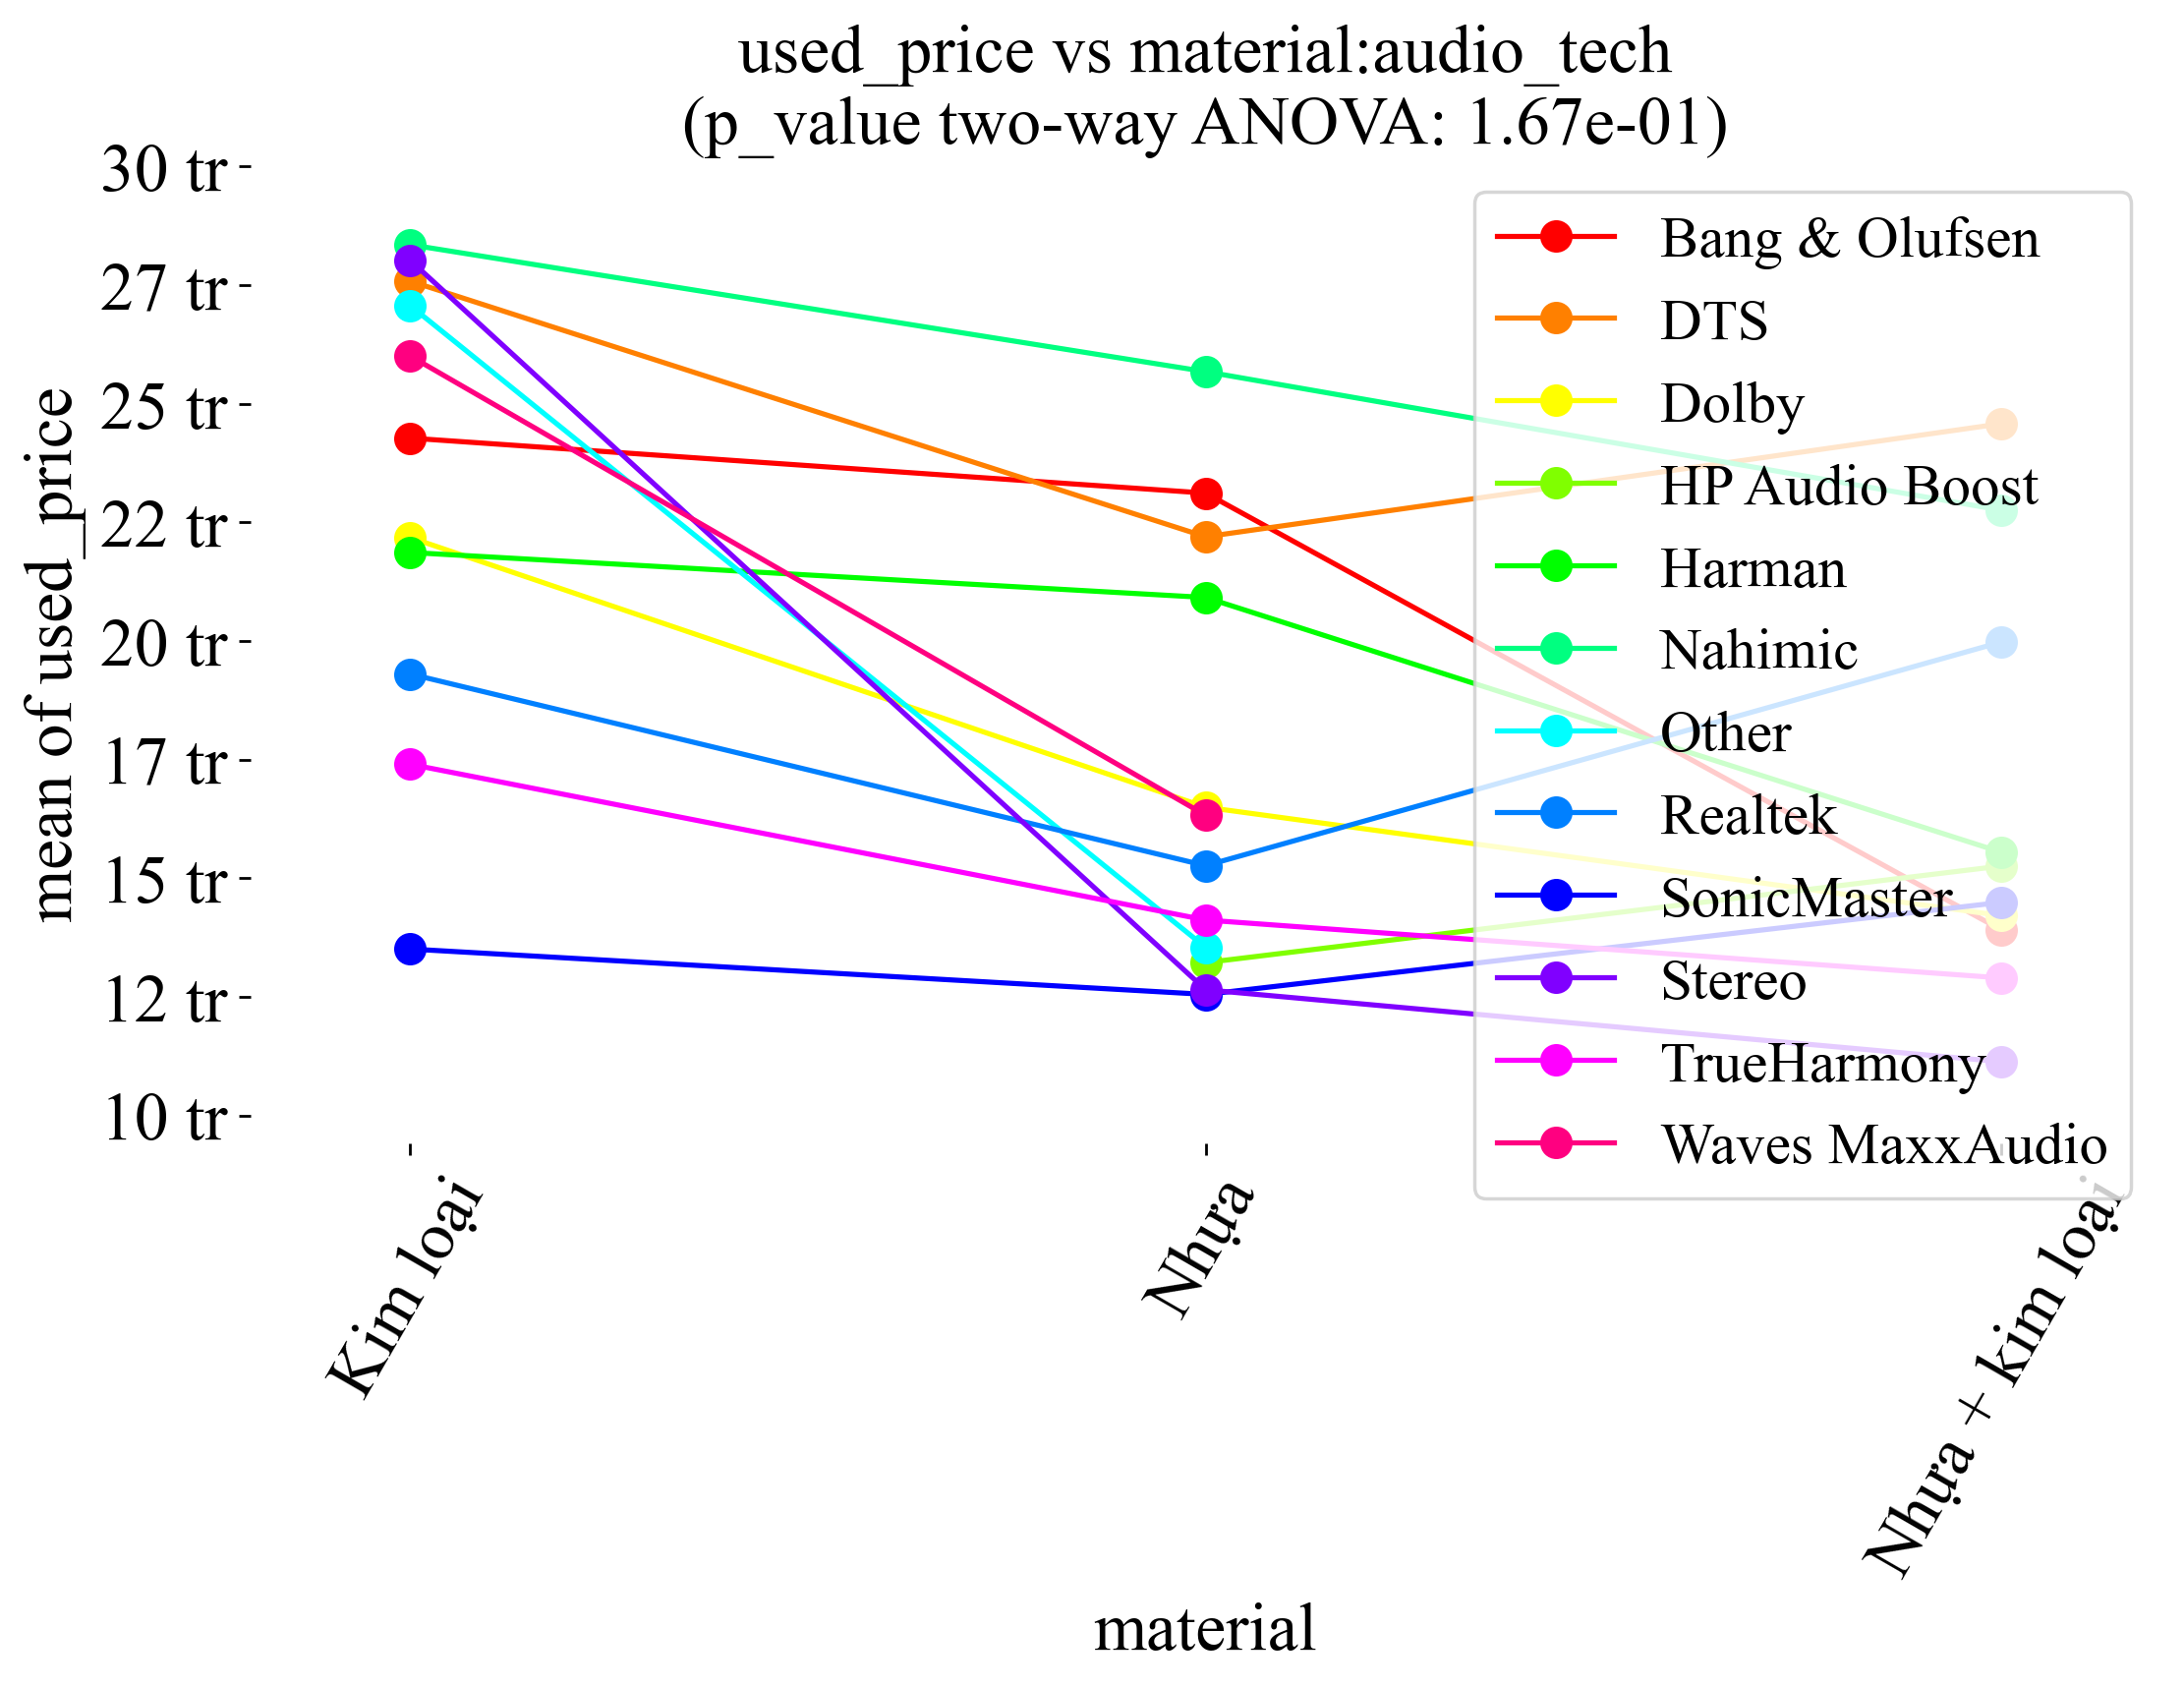 used_price vs material:audio_tech
(p_value two-way ANOVA: 1.67e-01)
30 tr
27 tr
25 tr
22 tr
20 tr
17 tr
15 tr
12 tr
10 tr
mean of used_price
Bang & Olufsen
DTS
Dolby
HP Audio Boost
Harman
Nahimic
Other
Realtek
SonicMaster
Stereo
TrueHarmony
Waves MaxxAudio
Kim loại
Nhựa
Nhựa + kim loại
material